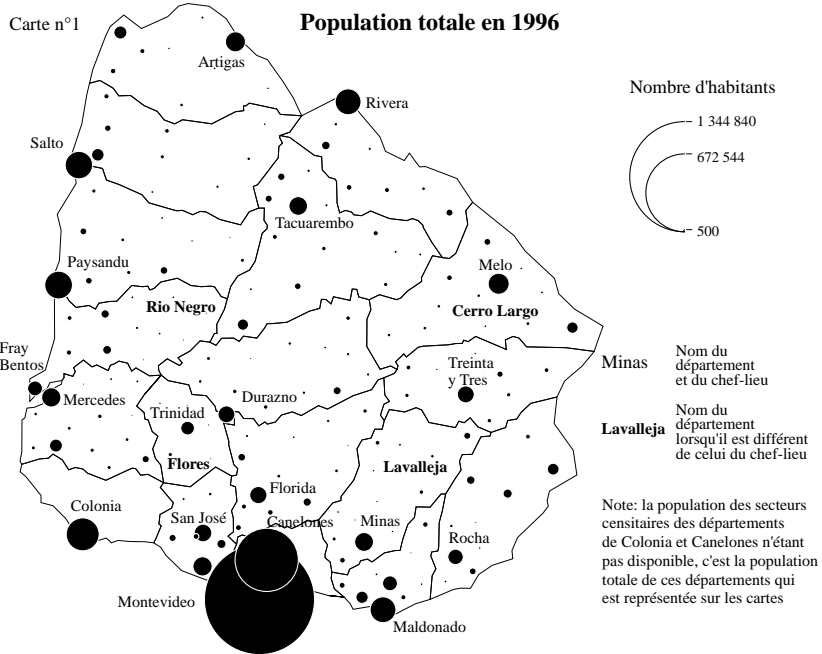 Carte n°1
Population totale en 1996
Artigas
Rivera
Salto
Tacuarembo
Paysandu
Rio Negro
Melo
Cerro Largo
Fray
Bentos
Mercedes
Trinidad
Durazno
Treinta
y Tres
Flores
Lavalleja
Colonia
San José
Florida
Canelones
Minas
Rocha
Montevideo
Maldonado
Nombre d'habitants
1 344 840
672 544
500
Minas
Nom du
département
et du chef-lieu
Lavalleja
Nom du
département
lorsqu'il est différent
de celui du chef-lieu
Note: la population des secteurs
censitaires des départements
de Colonia et Canelones n'étant
pas disponible, c'est la population
totale de ces départements qui
est représentée sur les cartes